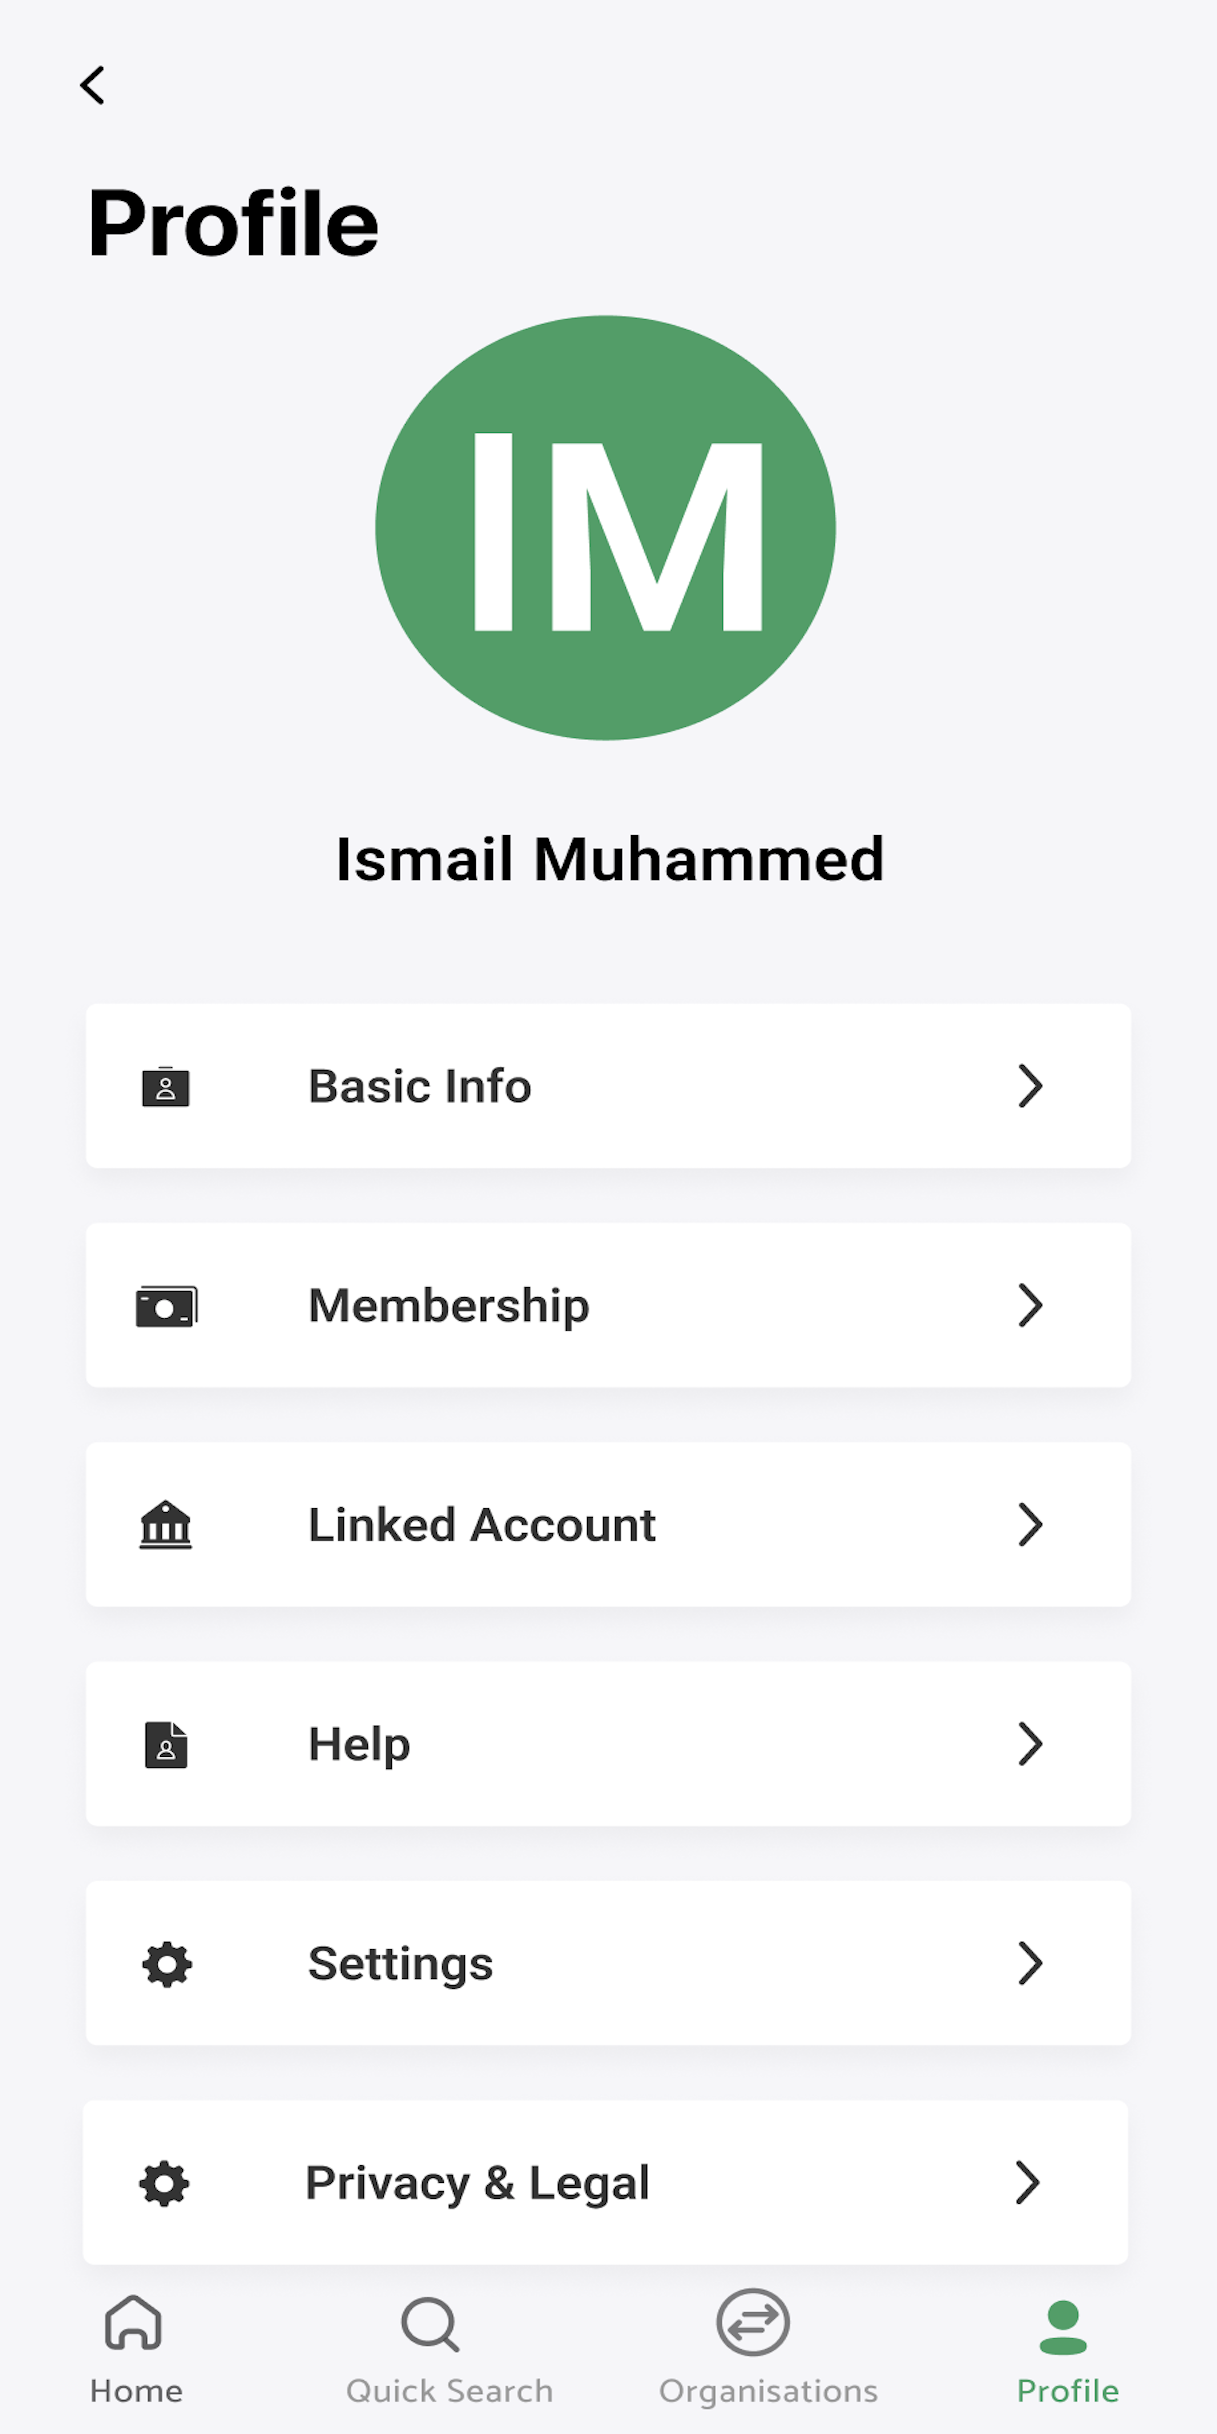 Profile
IM
Ismail Muhammed
Basic Info
Membership
Linked Account
Help
Settings
Privacy & Legal
Home
Quick Search
Organisations
Profile